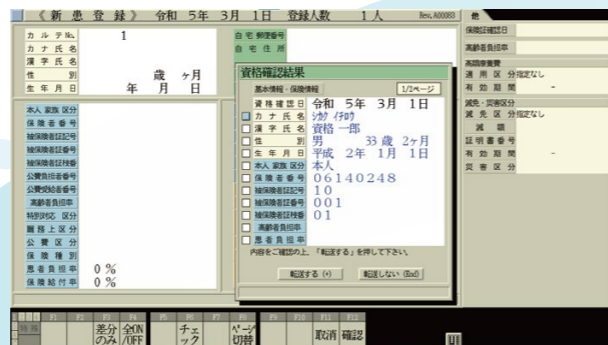 《新患登録》 令和 5年 3月 1日 登録人数 1人 Rev.A00083
カルテNo. 1
カナ氏名
漢字氏名
性別 歳 ヶ月
生年月日 年 月 日
自宅郵便番号
自宅住所
本人 家族 区分
保険者番号
被保険者証記号
被保険者証番号
被保険者証枝番
公費負担者番号
公費受給者番号
高齢者負担率
特別対応 区分
職務上区分
公費区分
保険種別
患者負担率 0 %
保険給付率 0 %
資格確認結果
基本情報・保険情報 1/2ページ
資格確認日 令和 5年 3月 1日
カナ氏名 ｼｶｸ ｲﾁﾛｳ
漢字氏名 資格 一郎
性別 男 33歳 2ヶ月
生年月日 平成 2年 1月 1日
本人 家族 区分 本人
保険者番号 06140248
被保険者証記号 10
被保険者証番号 001
被保険者証枝番 01
高齢者負担率
患者負担率
内容をご確認の上、「転送する」を押して下さい。
転送する (+) 転送しない (End)
他
保険証確認日
高齢者負担率
高額療養費
適用区分 指定なし
有効期間 -
減免・災害区分
減免区分 指定なし
減額
証明書番号
有効期間 -
災害区分
F1 F2 F3 F4 F5 F6 F7 F8 F9 F10 F11 F12
特殊 差分のみ 全ON/OFF チェック ページ切替 取消 確認